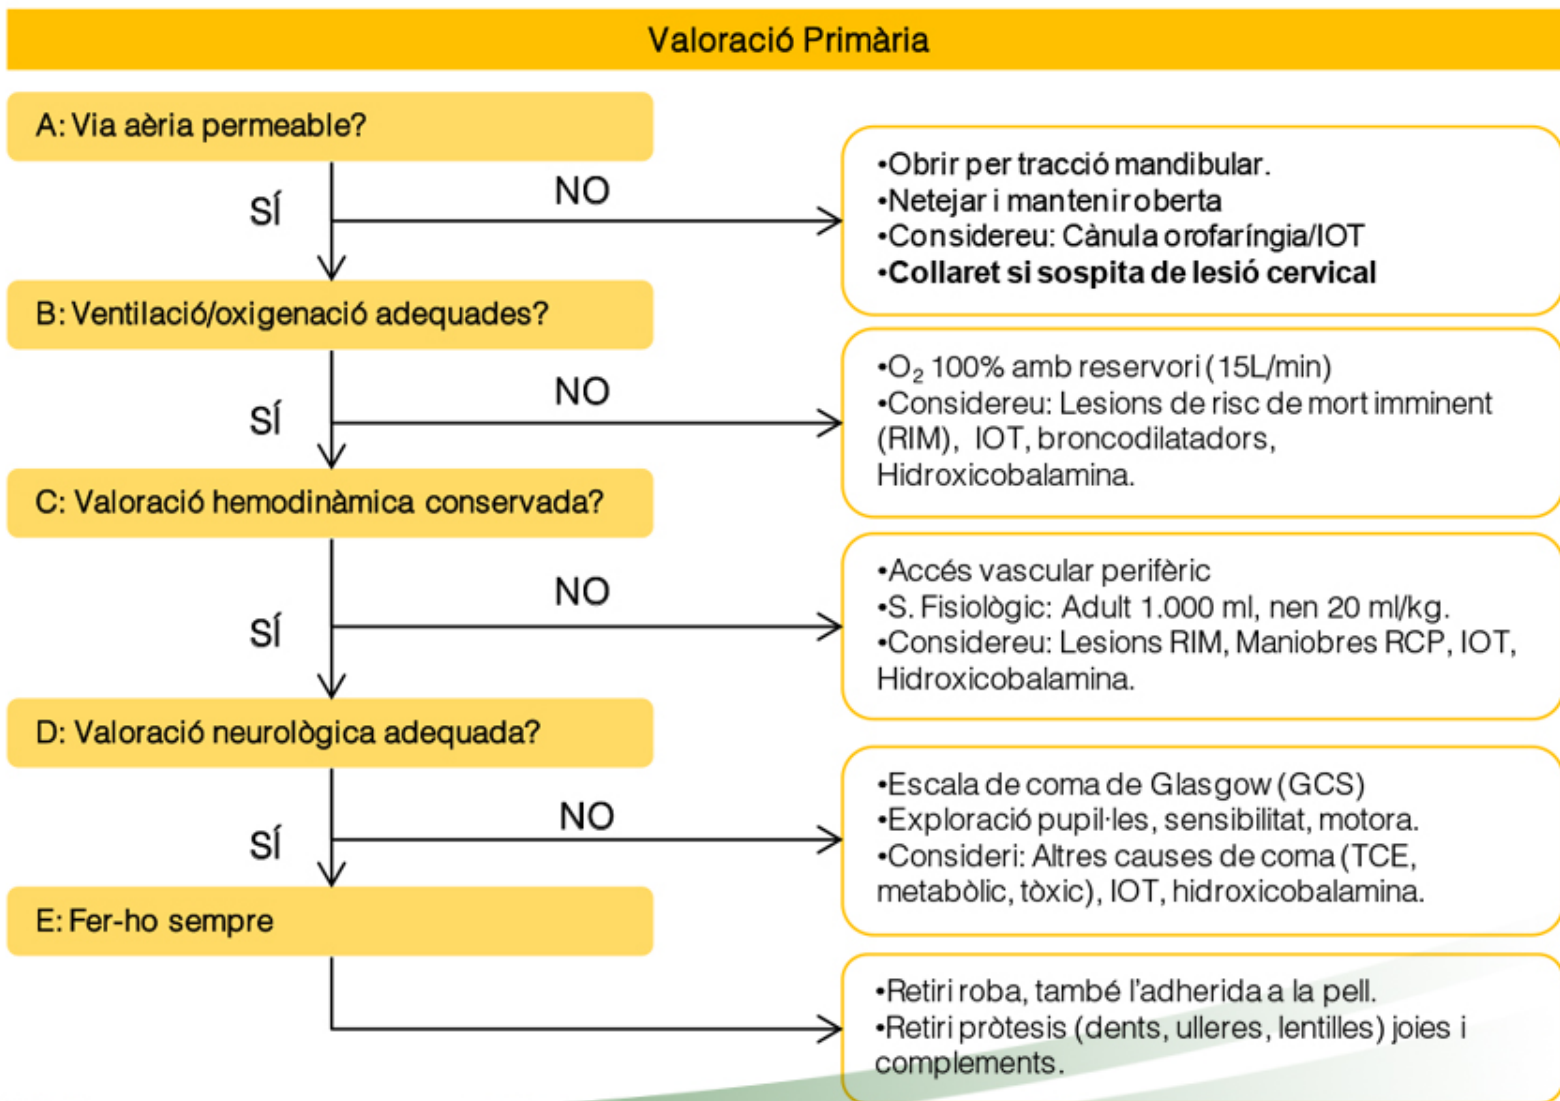 Valoració Primària
A: Via aèria permeable?
SÍ
NO
•Obrir per tracció mandibular.
•Netejar i mantenir oberta
•Considereu: Cànula orofaríngia/IOT
•Collaret si sospita de lesió cervical
B: Ventilació/oxigenació adequades?
SÍ
NO
•O₂ 100% amb reservori (15L/min)
•Considereu: Lesions de risc de mort imminent
(RIM), IOT, broncodilatadors,
Hidroxicobalamina.
C: Valoració hemodinàmica conservada?
SÍ
NO
•Accés vascular perifèric
•S. Fisiològic: Adult 1.000 ml, nen 20 ml/kg.
•Considereu: Lesions RIM, Maniobres RCP, IOT,
Hidroxicobalamina.
D: Valoració neurològica adequada?
SÍ
NO
•Escala de coma de Glasgow (GCS)
•Exploració pupil·les, sensibilitat, motora.
•Consideri: Altres causes de coma (TCE,
metabòlic, tòxic), IOT, hidroxicobalamina.
E: Fer-ho sempre
•Retiri roba, també l'adherida a la pell.
•Retiri pròtesis (dents, ulleres, lentilles) joies i
complements.